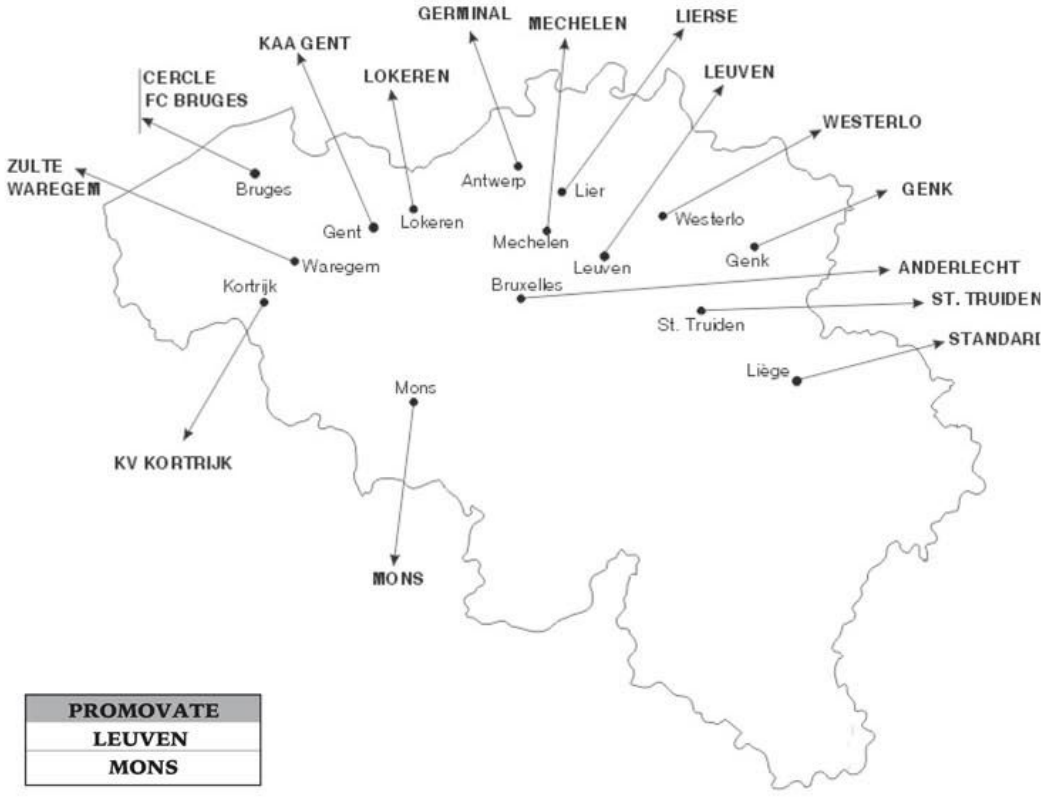 GERMINAL
MECHELEN
LIERSE
KAA GENT
LOKEREN
LEUVEN
CERCLE
FC BRUGES
WESTERLO
ZULTE
WAREGEM
GENK
ANDERLECHT
ST. TRUIDEN
STANDARD
Bruges
Antwerp
Lier
Gent
Lokeren
Westerlo
Mechelen
Waregem
Leuven
Genk
Kortrijk
Bruxelles
St. Truiden
Liège
Mons
KV KORTRIJK
MONS
PROMOVATE
LEUVEN
MONS